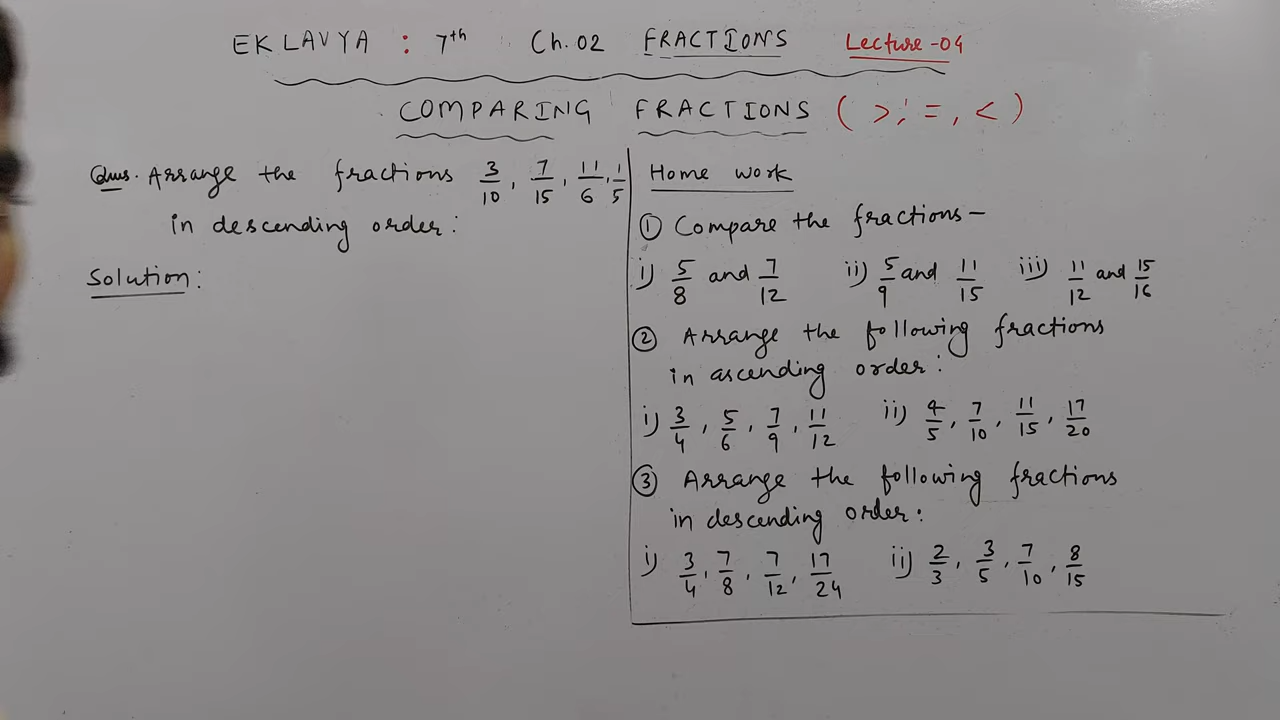 EKLAVYA : 7th Ch. 02 FRACTIONS Lecture-04
COMPARING FRACTIONS ( >, =, < )
Ques. Arrange the fractions 3/10, 7/15, 11/6, 1/5
in descending order:
Solution:
Home work
① Compare the fractions-
i) 5/8 and 7/12 ii) 5/9 and 11/15 iii) 11/12 and 15/16
② Arrange the following fractions
in ascending order:
i) 3/4, 5/6, 7/9, 11/12 ii) 4/5, 7/10, 11/15, 17/20
③ Arrange the following fractions
in descending order:
i) 3/4, 7/8, 7/12, 17/24 ii) 2/3, 3/5, 7/10, 8/15